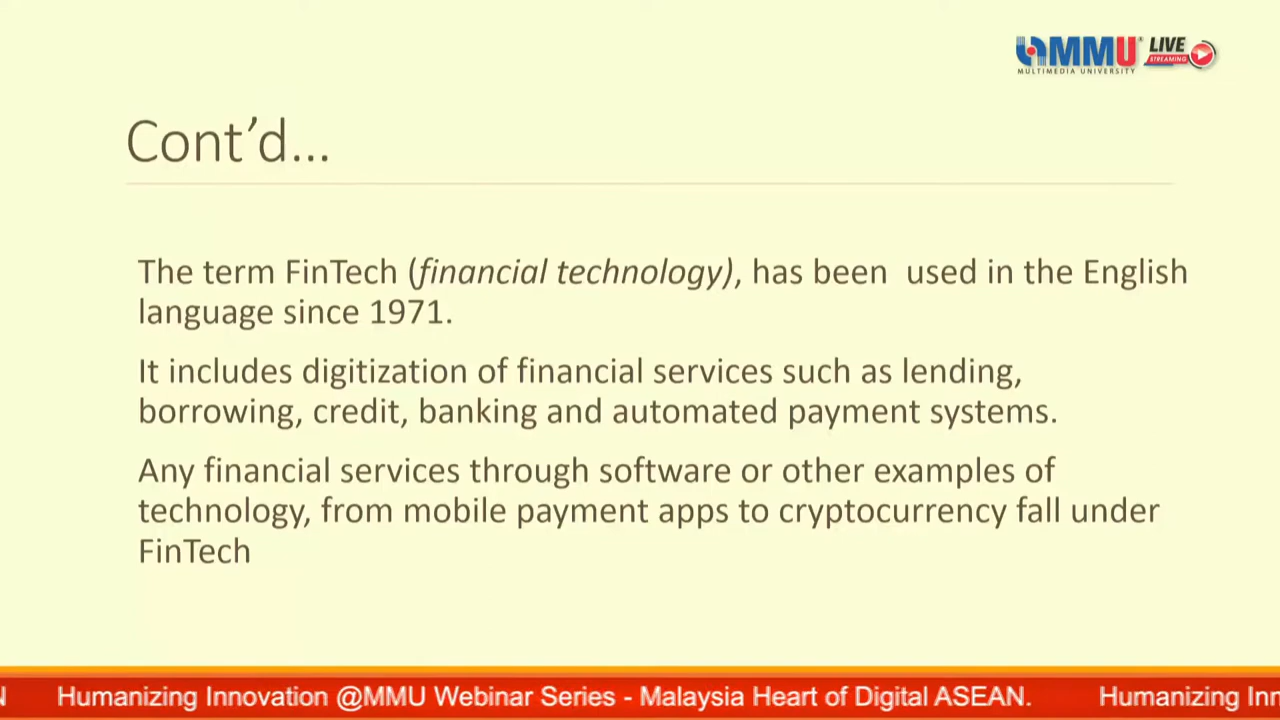 MMU
LIVE
STREAMING
MULTIMEDIA UNIVERSITY
Cont’d…
The term FinTech (financial technology), has been used in the English
language since 1971.
It includes digitization of financial services such as lending,
borrowing, credit, banking and automated payment systems.
Any financial services through software or other examples of
technology, from mobile payment apps to cryptocurrency fall under
FinTech
N Humanizing Innovation @MMU Webinar Series - Malaysia Heart of Digital ASEAN. Humanizing Inn